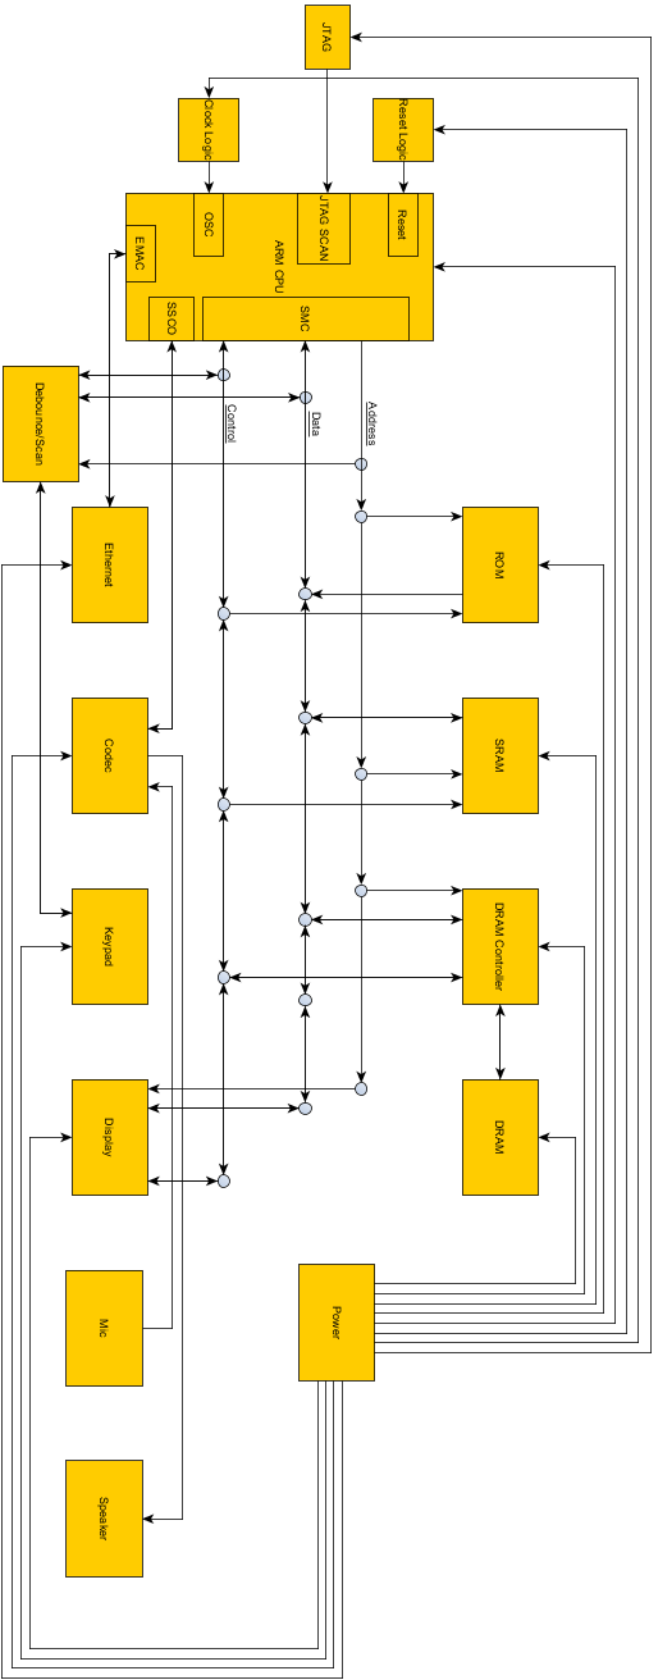 JTAG
Clock Logic
Reset Logic
OSC
JTAG SCAN
Reset
ARM CPU
EMAC
SSCO
SMC
Control
Data
Address
Debounce/Scan
Ethernet
ROM
Codec
SRAM
Keypad
DRAM Controller
Display
DRAM
Mic
Power
Speaker